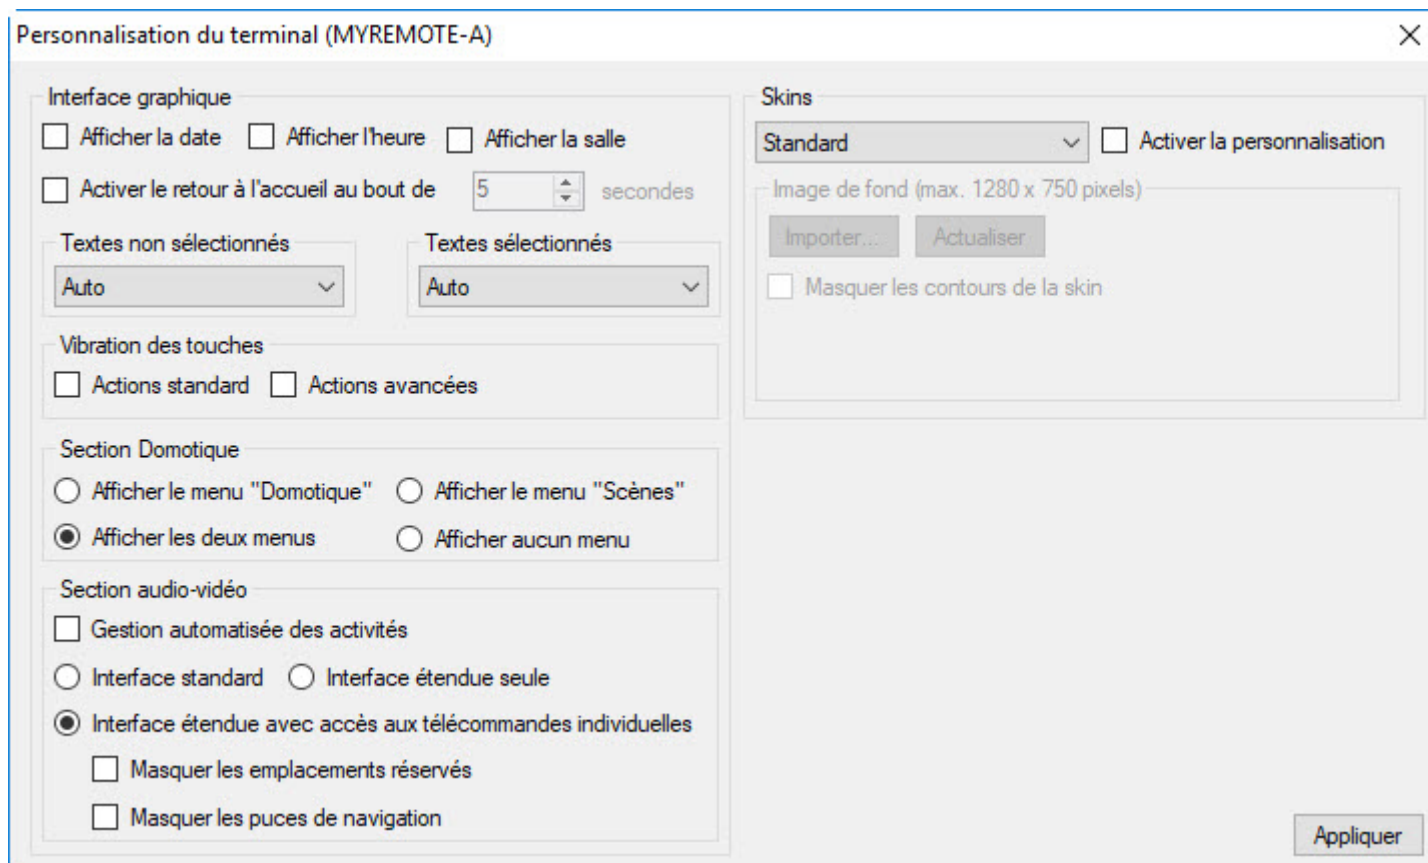 Personnalisation du terminal (MYREMOTE-A)
Interface graphique
Afficher la date Afficher l'heure Afficher la salle
Activer le retour à l'accueil au bout de 5 secondes
Textes non sélectionnés Textes sélectionnés
Auto Auto
Vibration des touches
Actions standard Actions avancées
Section Domotique
Afficher le menu "Domotique" Afficher le menu "Scènes"
Afficher les deux menus Afficher aucun menu
Section audio-vidéo
Gestion automatisée des activités
Interface standard Interface étendue seule
Interface étendue avec accès aux télécommandes individuelles
Masquer les emplacements réservés
Masquer les puces de navigation
Skins
Standard Activer la personnalisation
Image de fond (max. 1280 x 750 pixels)
Importer... Actualiser
Masquer les contours de la skin
Appliquer